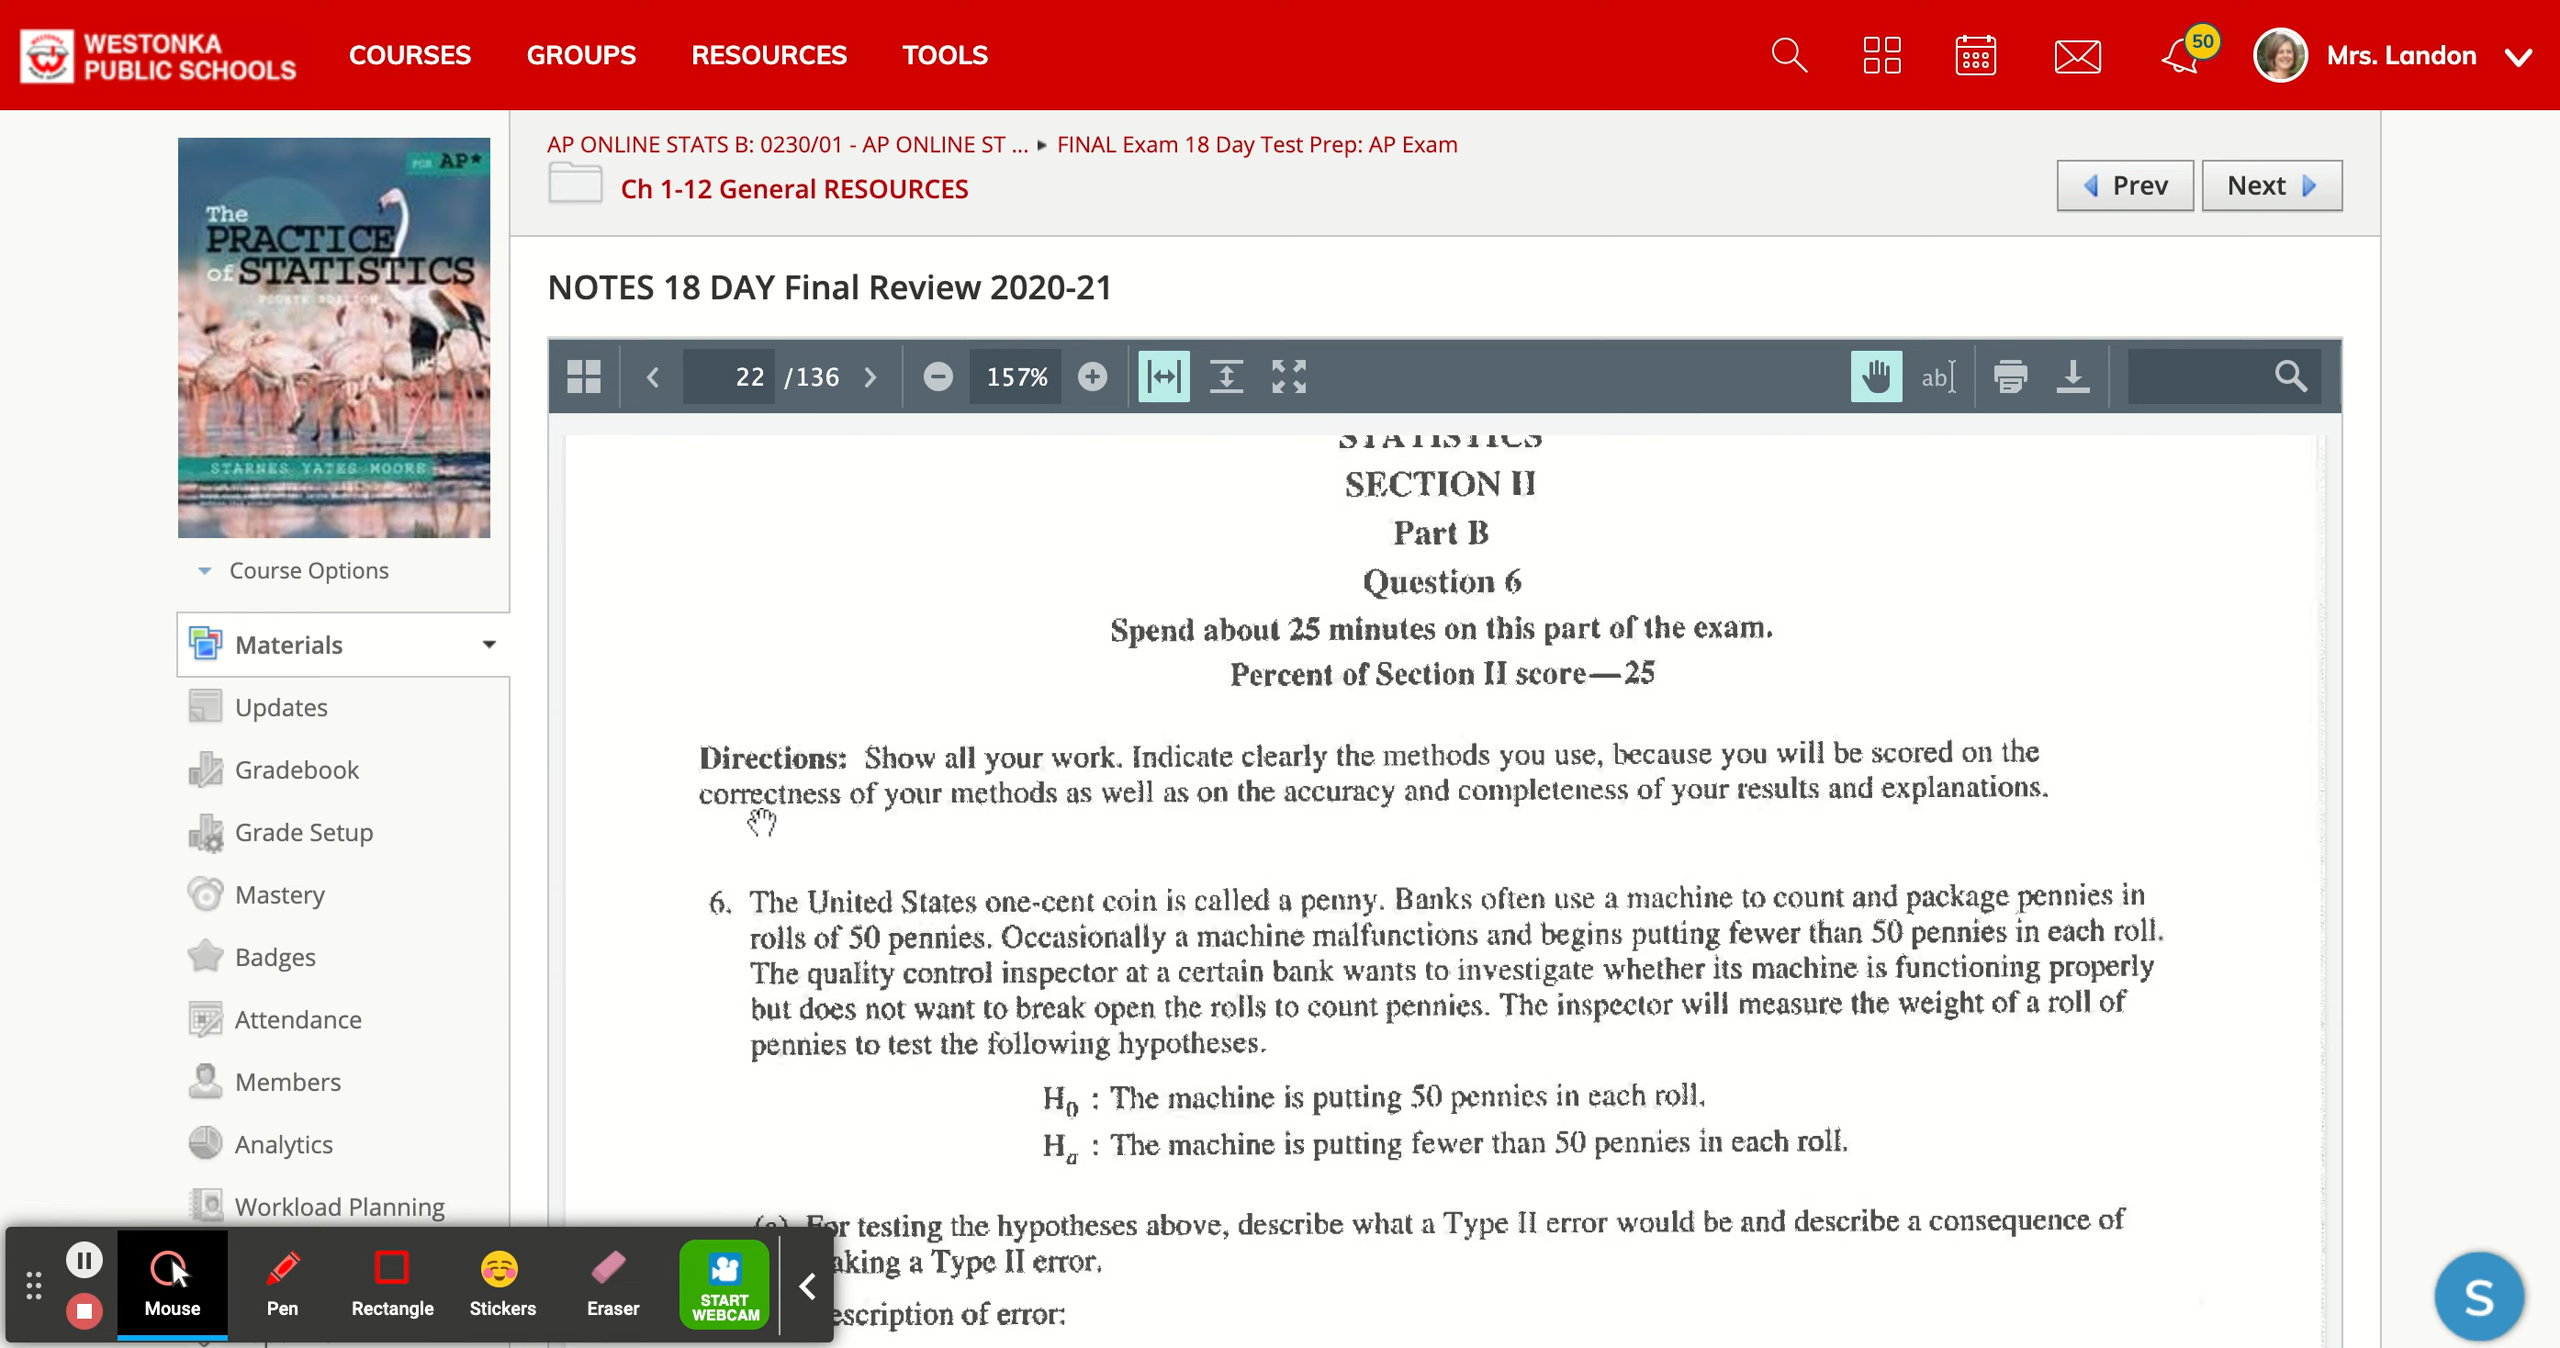 WESTONKA
PUBLIC SCHOOLS
COURSES
GROUPS
RESOURCES
TOOLS
50
Mrs. Landon
FOR AP*
The
PRACTICE
of STATISTICS
FOURTH EDITION
STARNES YATES MOORE
AP ONLINE STATS B: 0230/01 - AP ONLINE ST ... ▸ FINAL Exam 18 Day Test Prep: AP Exam
Ch 1-12 General RESOURCES
Prev
Next
NOTES 18 DAY Final Review 2020-21
22 /136
157%
ab
STATISTICS
SECTION II
Part B
Question 6
Spend about 25 minutes on this part of the exam.
Percent of Section II score—25
Directions: Show all your work. Indicate clearly the methods you use, because you will be scored on the
correctness of your methods as well as on the accuracy and completeness of your results and explanations.
6. The United States one-cent coin is called a penny. Banks often use a machine to count and package pennies in
rolls of 50 pennies. Occasionally a machine malfunctions and begins putting fewer than 50 pennies in each roll.
The quality control inspector at a certain bank wants to investigate whether its machine is functioning properly
but does not want to break open the rolls to count pennies. The inspector will measure the weight of a roll of
pennies to test the following hypotheses.
H₀ : The machine is putting 50 pennies in each roll.
Hₐ : The machine is putting fewer than 50 pennies in each roll.
(a) For testing the hypotheses above, describe what a Type II error would be and describe a consequence of
aking a Type II error.
escription of error:
Course Options
Materials
Updates
Gradebook
Grade Setup
Mastery
Badges
Attendance
Members
Analytics
Workload Planning
Mouse
Pen
Rectangle
Stickers
Eraser
START
WEBCAM
S